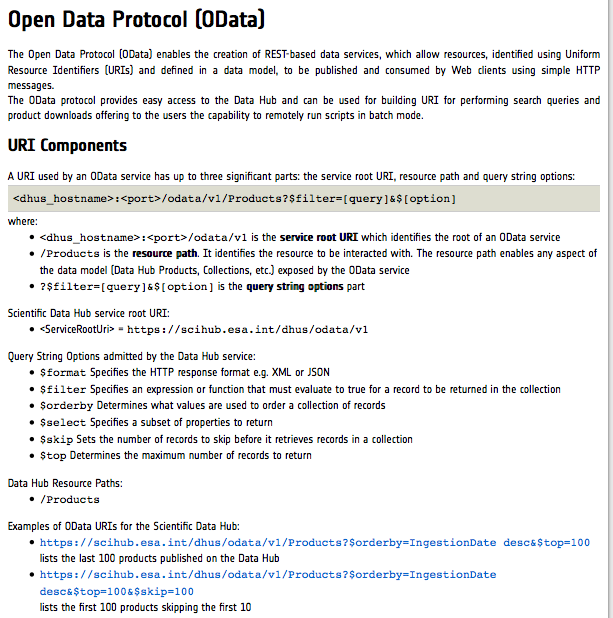 Open Data Protocol (OData)
The Open Data Protocol (OData) enables the creation of REST-based data services, which allow resources, identified using Uniform
Resource Identifiers (URIs) and defined in a data model, to be published and consumed by Web clients using simple HTTP
messages.
The OData protocol provides easy access to the Data Hub and can be used for building URI for performing search queries and
product downloads offering to the users the capability to remotely run scripts in batch mode.
URI Components
A URI used by an OData service has up to three significant parts: the service root URI, resource path and query string options:
<dhus_hostname>:<port>/odata/v1/Products?$filter=[query]&$[option]
where:
• <dhus_hostname>:<port>/odata/v1 is the service root URI which identifies the root of an OData service
• /Products is the resource path. It identifies the resource to be interacted with. The resource path enables any aspect of
the data model (Data Hub Products, Collections, etc.) exposed by the OData service
• ?$filter=[query]&$[option] is the query string options part
Scientific Data Hub service root URI:
• <ServiceRootUri> = https://scihub.esa.int/dhus/odata/v1
Query String Options admitted by the Data Hub service:
• $format Specifies the HTTP response format e.g. XML or JSON
• $filter Specifies an expression or function that must evaluate to true for a record to be returned in the collection
• $orderby Determines what values are used to order a collection of records
• $select Specifies a subset of properties to return
• $skip Sets the number of records to skip before it retrieves records in a collection
• $top Determines the maximum number of records to return
Data Hub Resource Paths:
• /Products
Examples of OData URIs for the Scientific Data Hub:
• https://scihub.esa.int/dhus/odata/v1/Products?$orderby=IngestionDate desc&$top=100
lists the last 100 products published on the Data Hub
• https://scihub.esa.int/dhus/odata/v1/Products?$orderby=IngestionDate
desc&$top=100&$skip=100
lists the first 100 products skipping the first 10